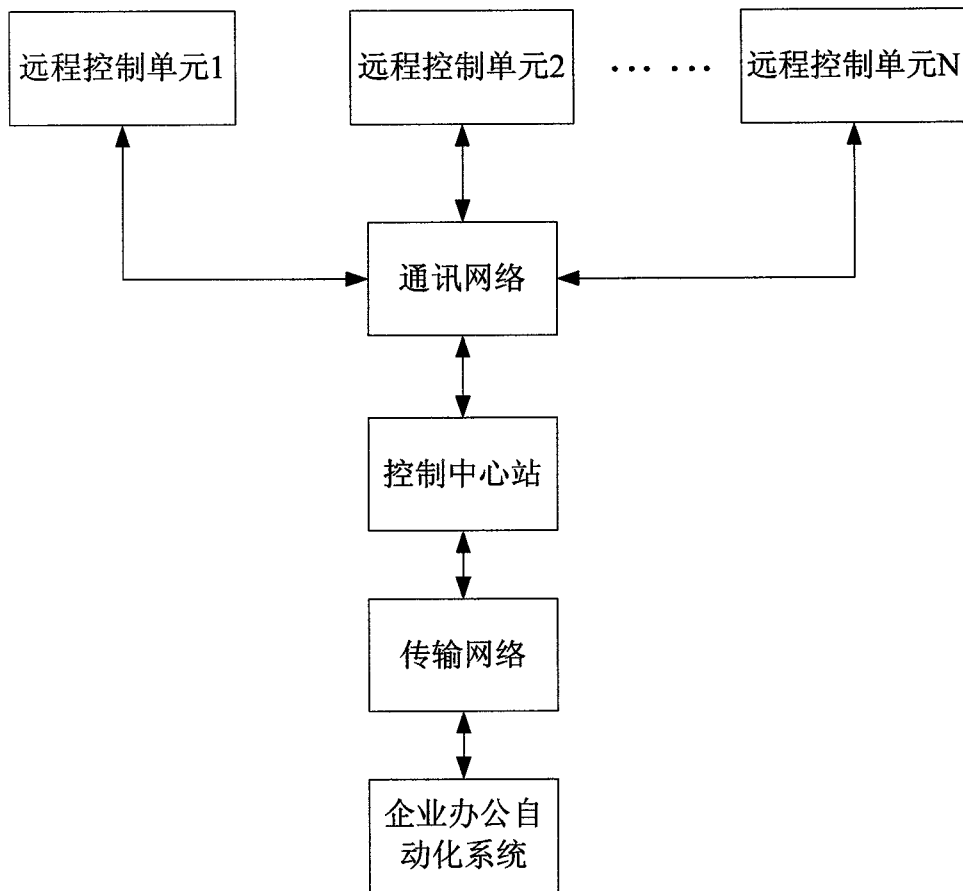 远程控制单元1
远程控制单元2
... ...
远程控制单元N
通讯网络
控制中心站
传输网络
企业办公自
动化系统